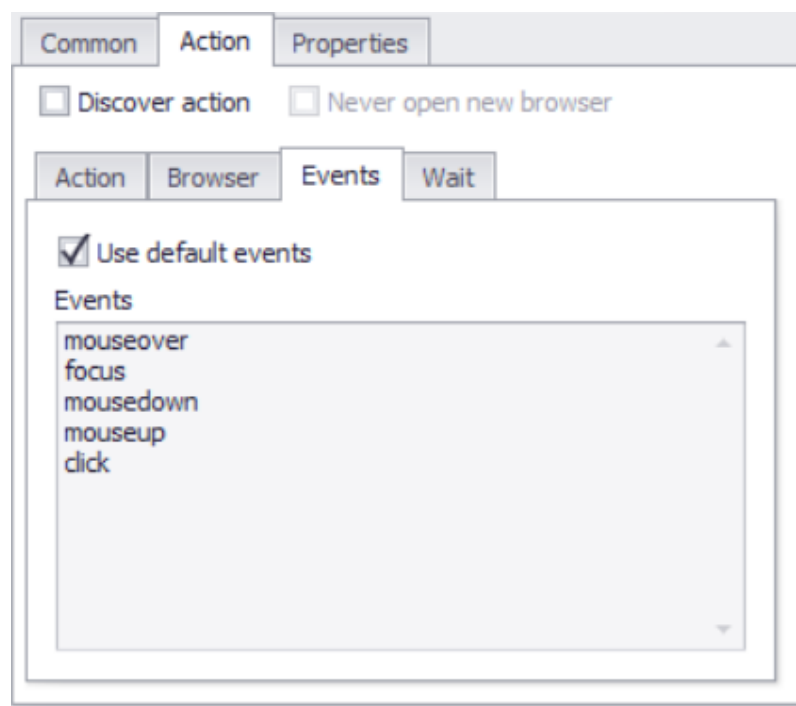 Common Action Properties
Discover action Never open new browser
Action Browser Events Wait
Use default events
Events
mouseover
focus
mousedown
mouseup
click